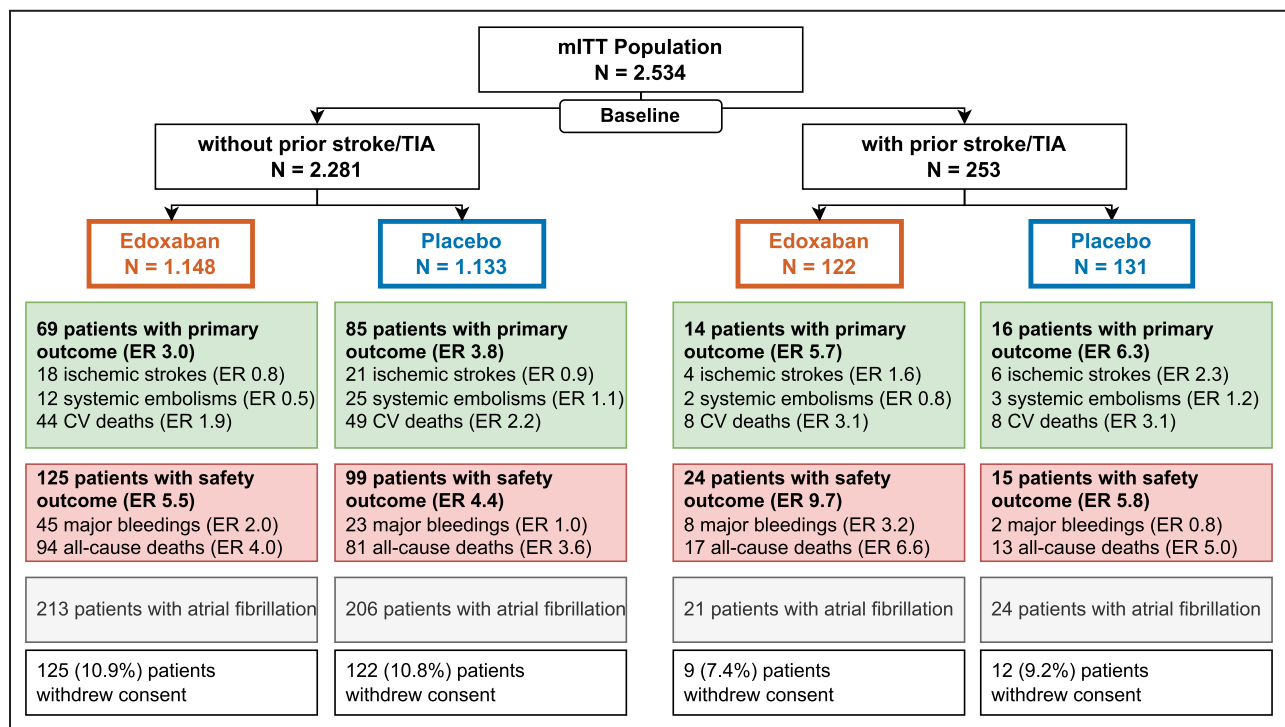 mITT Population
N = 2.534
Baseline
without prior stroke/TIA
N = 2.281
with prior stroke/TIA
N = 253
Edoxaban
N = 1.148
Placebo
N = 1.133
Edoxaban
N = 122
Placebo
N = 131
69 patients with primary
outcome (ER 3.0)
18 ischemic strokes (ER 0.8)
12 systemic embolisms (ER 0.5)
44 CV deaths (ER 1.9)
85 patients with primary
outcome (ER 3.8)
21 ischemic strokes (ER 0.9)
25 systemic embolisms (ER 1.1)
49 CV deaths (ER 2.2)
14 patients with primary
outcome (ER 5.7)
4 ischemic strokes (ER 1.6)
2 systemic embolisms (ER 0.8)
8 CV deaths (ER 3.1)
16 patients with primary
outcome (ER 6.3)
6 ischemic strokes (ER 2.3)
3 systemic embolisms (ER 1.2)
8 CV deaths (ER 3.1)
125 patients with safety
outcome (ER 5.5)
45 major bleedings (ER 2.0)
94 all-cause deaths (ER 4.0)
99 patients with safety
outcome (ER 4.4)
23 major bleedings (ER 1.0)
81 all-cause deaths (ER 3.6)
24 patients with safety
outcome (ER 9.7)
8 major bleedings (ER 3.2)
17 all-cause deaths (ER 6.6)
15 patients with safety
outcome (ER 5.8)
2 major bleedings (ER 0.8)
13 all-cause deaths (ER 5.0)
213 patients with atrial fibrillation
206 patients with atrial fibrillation
21 patients with atrial fibrillation
24 patients with atrial fibrillation
125 (10.9%) patients
withdrew consent
122 (10.8%) patients
withdrew consent
9 (7.4%) patients
withdrew consent
12 (9.2%) patients
withdrew consent